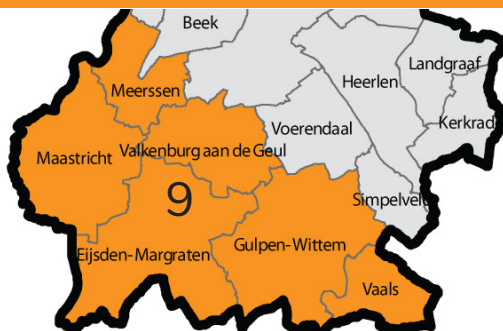 Beek
Landgraaf
Heerlen
Meerssen
Kerkrad
Voerendaal
Maastricht
Valkenburg aan de Geul
Simpelveld
9
Gulpen-Wittem
Eijsden-Margraten
Vaals